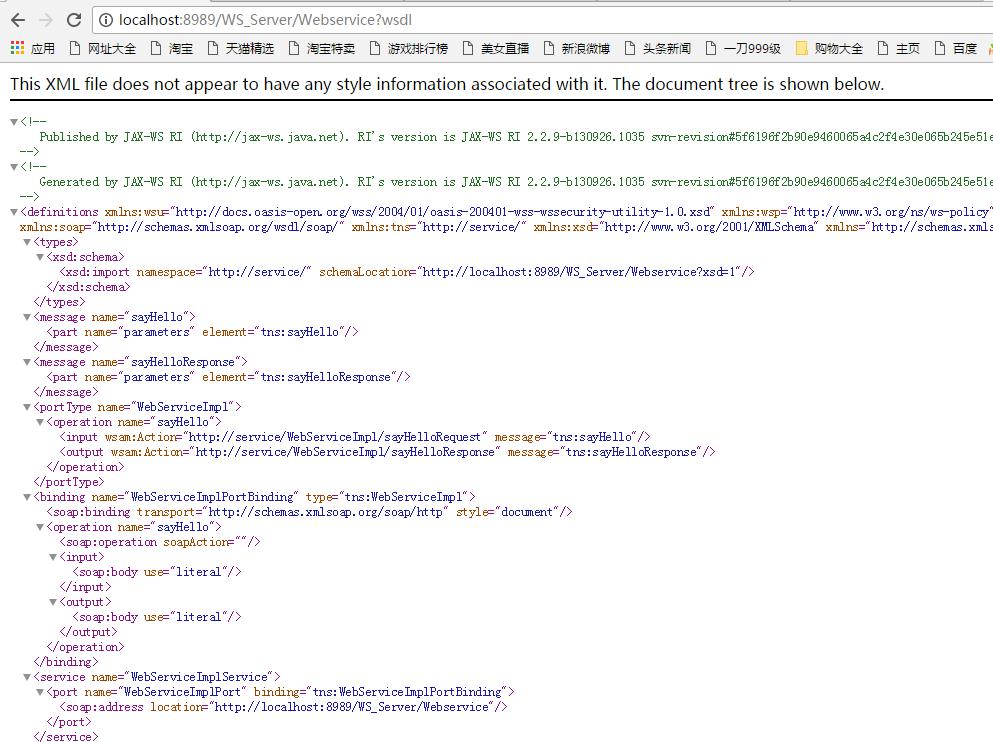 localhost:8989/WS_Server/Webservice?wsdl
应用 网址大全 淘宝 天猫精选 淘宝特卖 游戏排行榜 美女直播 新浪微博 头条新闻 一刀999级 购物大全 主页 百度
This XML file does not appear to have any style information associated with it. The document tree is shown below.
▼<!--
Published by JAX-WS RI (http://jax-ws.java.net). RI's version is JAX-WS RI 2.2.9-b130926.1035 svn-revision#5f6196f2b90e9460065a4c2f4e30e065b245e51e
-->
▼<!--
Generated by JAX-WS RI (http://jax-ws.java.net). RI's version is JAX-WS RI 2.2.9-b130926.1035 svn-revision#5f6196f2b90e9460065a4c2f4e30e065b245e51e
-->
▼<definitions xmlns:wsu="http://docs.oasis-open.org/wss/2004/01/oasis-200401-wss-wssecurity-utility-1.0.xsd" xmlns:wsp="http://www.w3.org/ns/ws-policy"
xmlns:soap="http://schemas.xmlsoap.org/wsdl/soap/" xmlns:tns="http://service/" xmlns:xsd="http://www.w3.org/2001/XMLSchema" xmlns="http://schemas.xmls
▼<types>
▼<xsd:schema>
<xsd:import namespace="http://service/" schemaLocation="http://localhost:8989/WS_Server/Webservice?xsd=1"/>
</xsd:schema>
</types>
▼<message name="sayHello">
<part name="parameters" element="tns:sayHello"/>
</message>
▼<message name="sayHelloResponse">
<part name="parameters" element="tns:sayHelloResponse"/>
</message>
▼<portType name="WebServiceImpl">
▼<operation name="sayHello">
<input wsam:Action="http://service/WebServiceImpl/sayHelloRequest" message="tns:sayHello"/>
<output wsam:Action="http://service/WebServiceImpl/sayHelloResponse" message="tns:sayHelloResponse"/>
</operation>
</portType>
▼<binding name="WebServiceImplPortBinding" type="tns:WebServiceImpl">
<soap:binding transport="http://schemas.xmlsoap.org/soap/http" style="document"/>
▼<operation name="sayHello">
<soap:operation soapAction=""/>
▼<input>
<soap:body use="literal"/>
</input>
▼<output>
<soap:body use="literal"/>
</output>
</operation>
</binding>
▼<service name="WebServiceImplService">
▼<port name="WebServiceImplPort" binding="tns:WebServiceImplPortBinding">
<soap:address location="http://localhost:8989/WS_Server/Webservice"/>
</port>
</service>